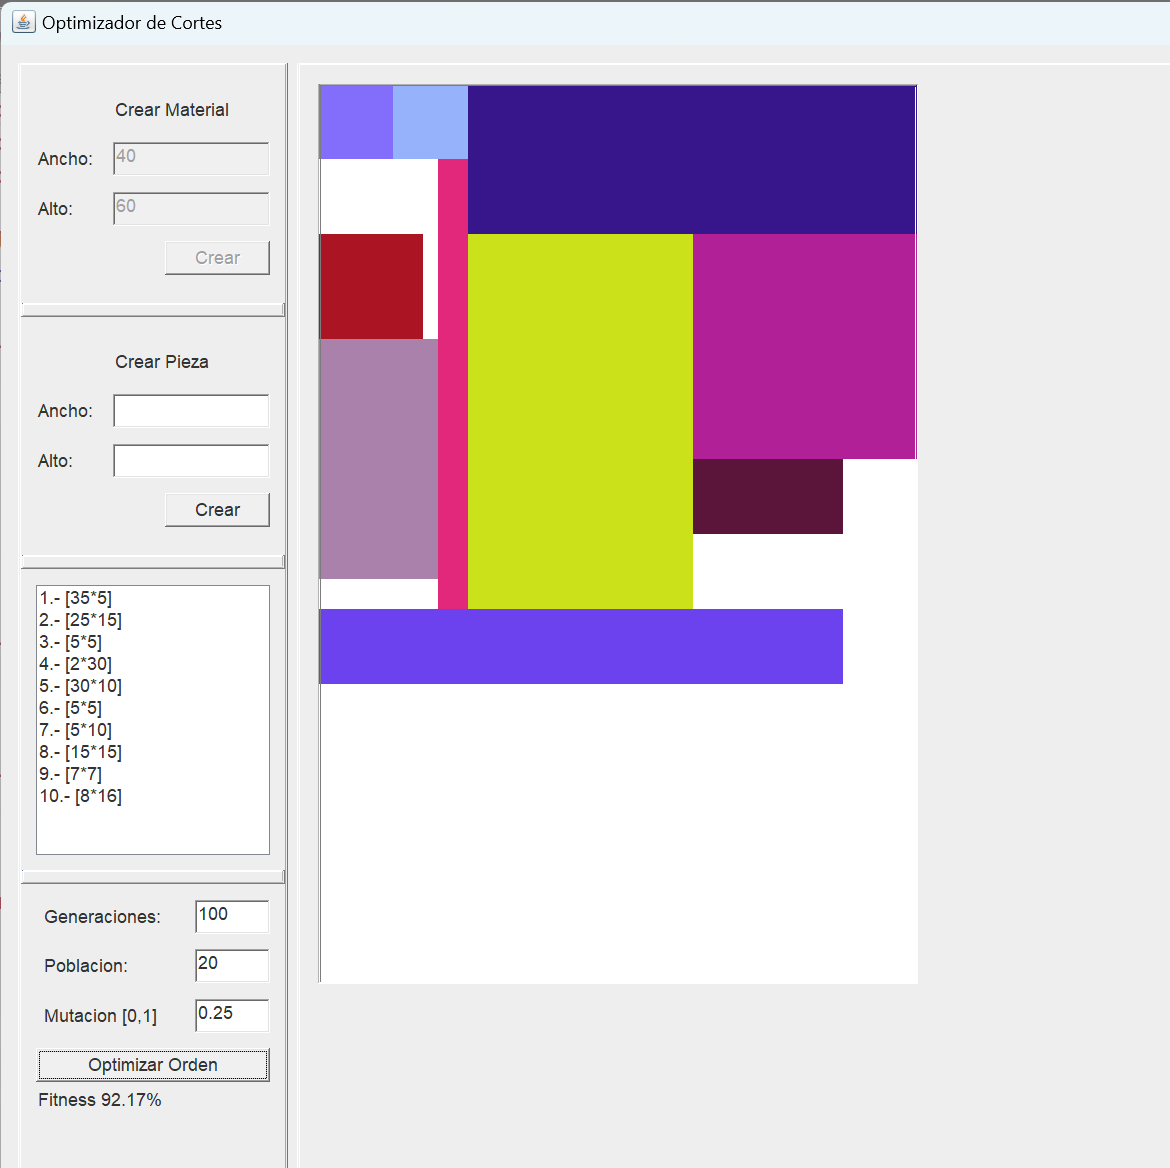 Optimizador de Cortes
Crear Material
Ancho: 40
Alto: 60
Crear
Crear Pieza
Ancho:
Alto:
Crear
1.- [35*5]
2.- [25*15]
3.- [5*5]
4.- [2*30]
5.- [30*10]
6.- [5*5]
7.- [5*10]
8.- [15*15]
9.- [7*7]
10.- [8*16]
Generaciones: 100
Poblacion: 20
Mutacion [0,1] 0.25
Optimizar Orden
Fitness 92.17%